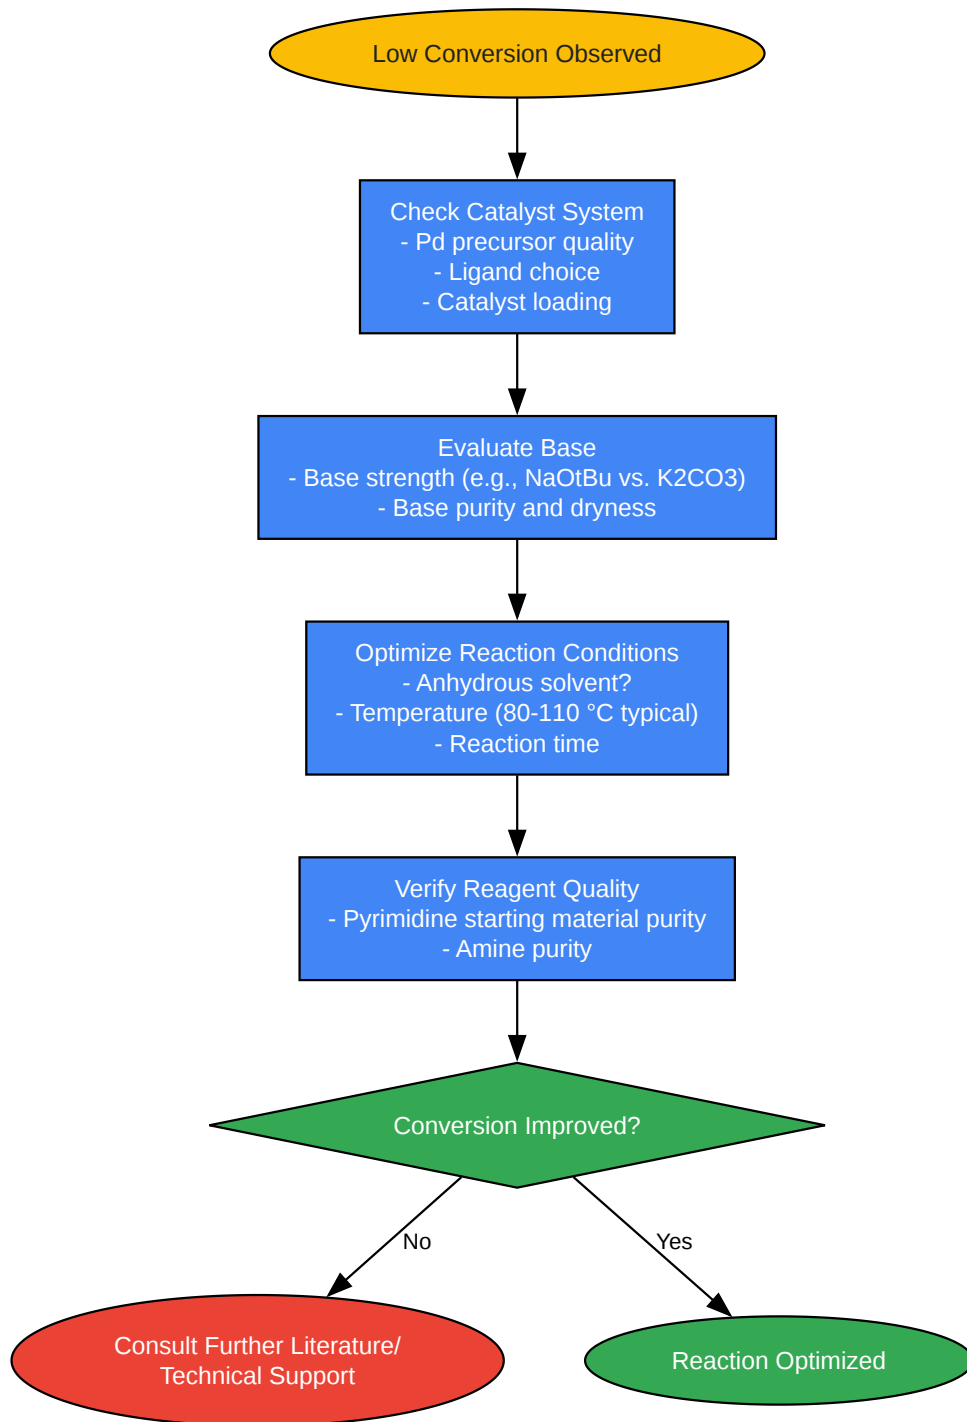 Low Conversion Observed
Check Catalyst System
- Pd precursor quality
- Ligand choice
- Catalyst loading
Evaluate Base
- Base strength (e.g., NaOtBu vs. K2CO3)
- Base purity and dryness
Optimize Reaction Conditions
- Anhydrous solvent?
- Temperature (80-110 °C typical)
- Reaction time
Verify Reagent Quality
- Pyrimidine starting material purity
- Amine purity
Conversion Improved?
No
Yes
Consult Further Literature/
Technical Support
Reaction Optimized